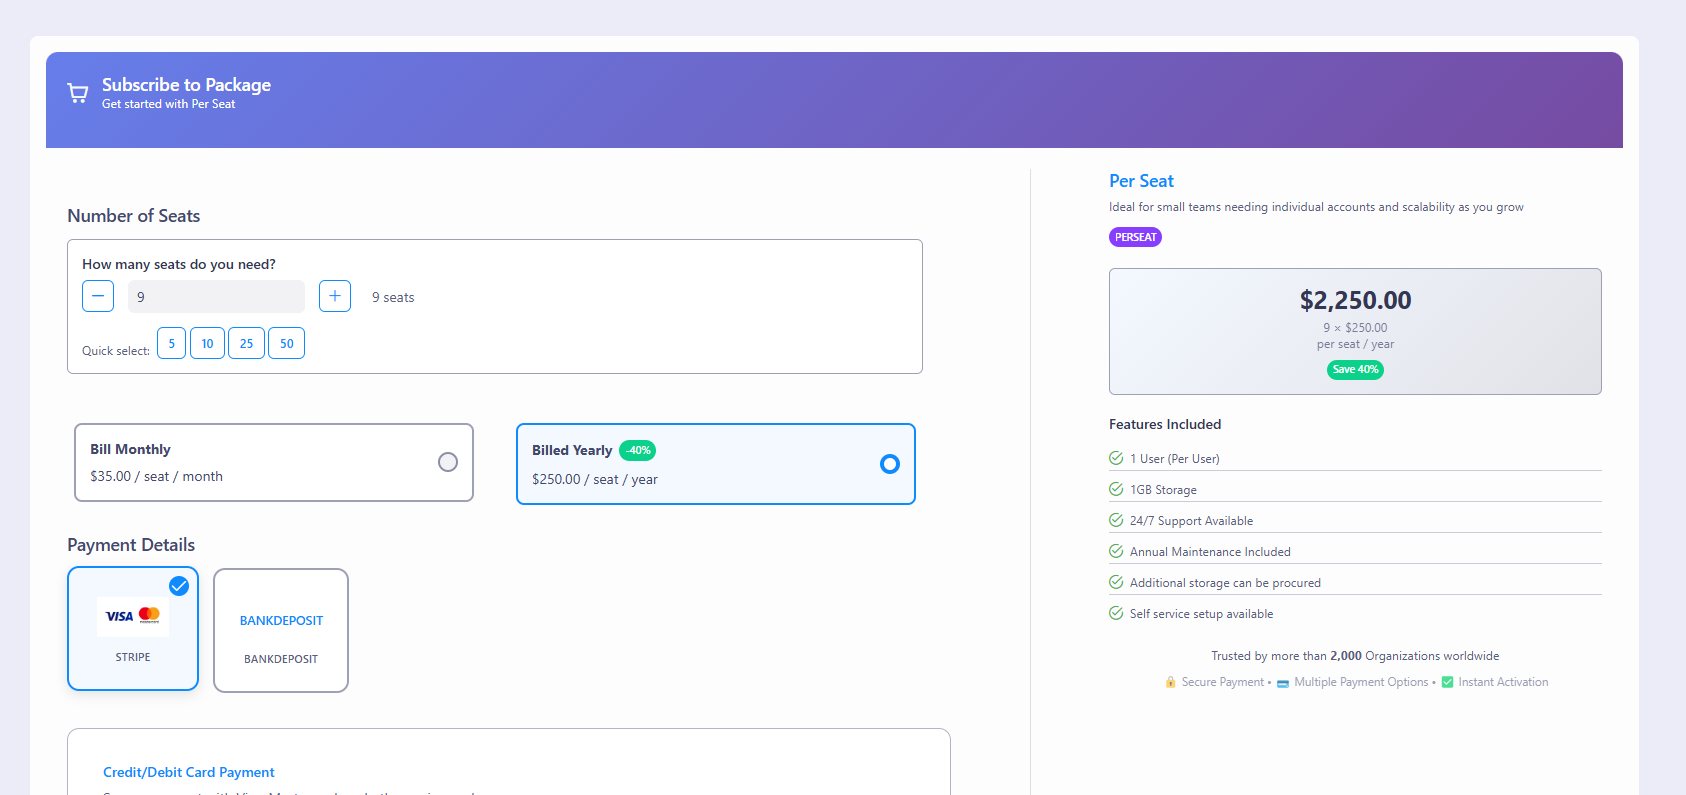 Subscribe to Package
Get started with Per Seat
Number of Seats
How many seats do you need?
9
9 seats
Quick select:
5
10
25
50
Bill Monthly
$35.00 / seat / month
Billed Yearly
-40%
$250.00 / seat / year
Payment Details
VISA
STRIPE
BANKDEPOSIT
BANKDEPOSIT
Credit/Debit Card Payment
Per Seat
Ideal for small teams needing individual accounts and scalability as you grow
PERSEAT
$2,250.00
9 × $250.00
per seat / year
Save 40%
Features Included
1 User (Per User)
1GB Storage
24/7 Support Available
Annual Maintenance Included
Additional storage can be procured
Self service setup available
Trusted by more than 2,000 Organizations worldwide
Secure Payment • Multiple Payment Options • Instant Activation